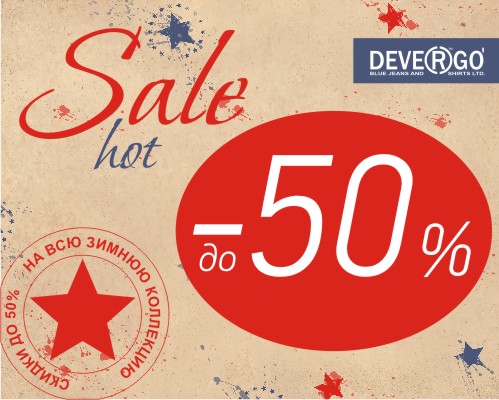 Sale
hot
DEVERGO'
BLUE JEANS AND SHIRTS LTD.
до -50 %
СКИДКИ ДО 50% НА ВСЮ ЗИМНЮЮ КОЛЛЕКЦИЮ